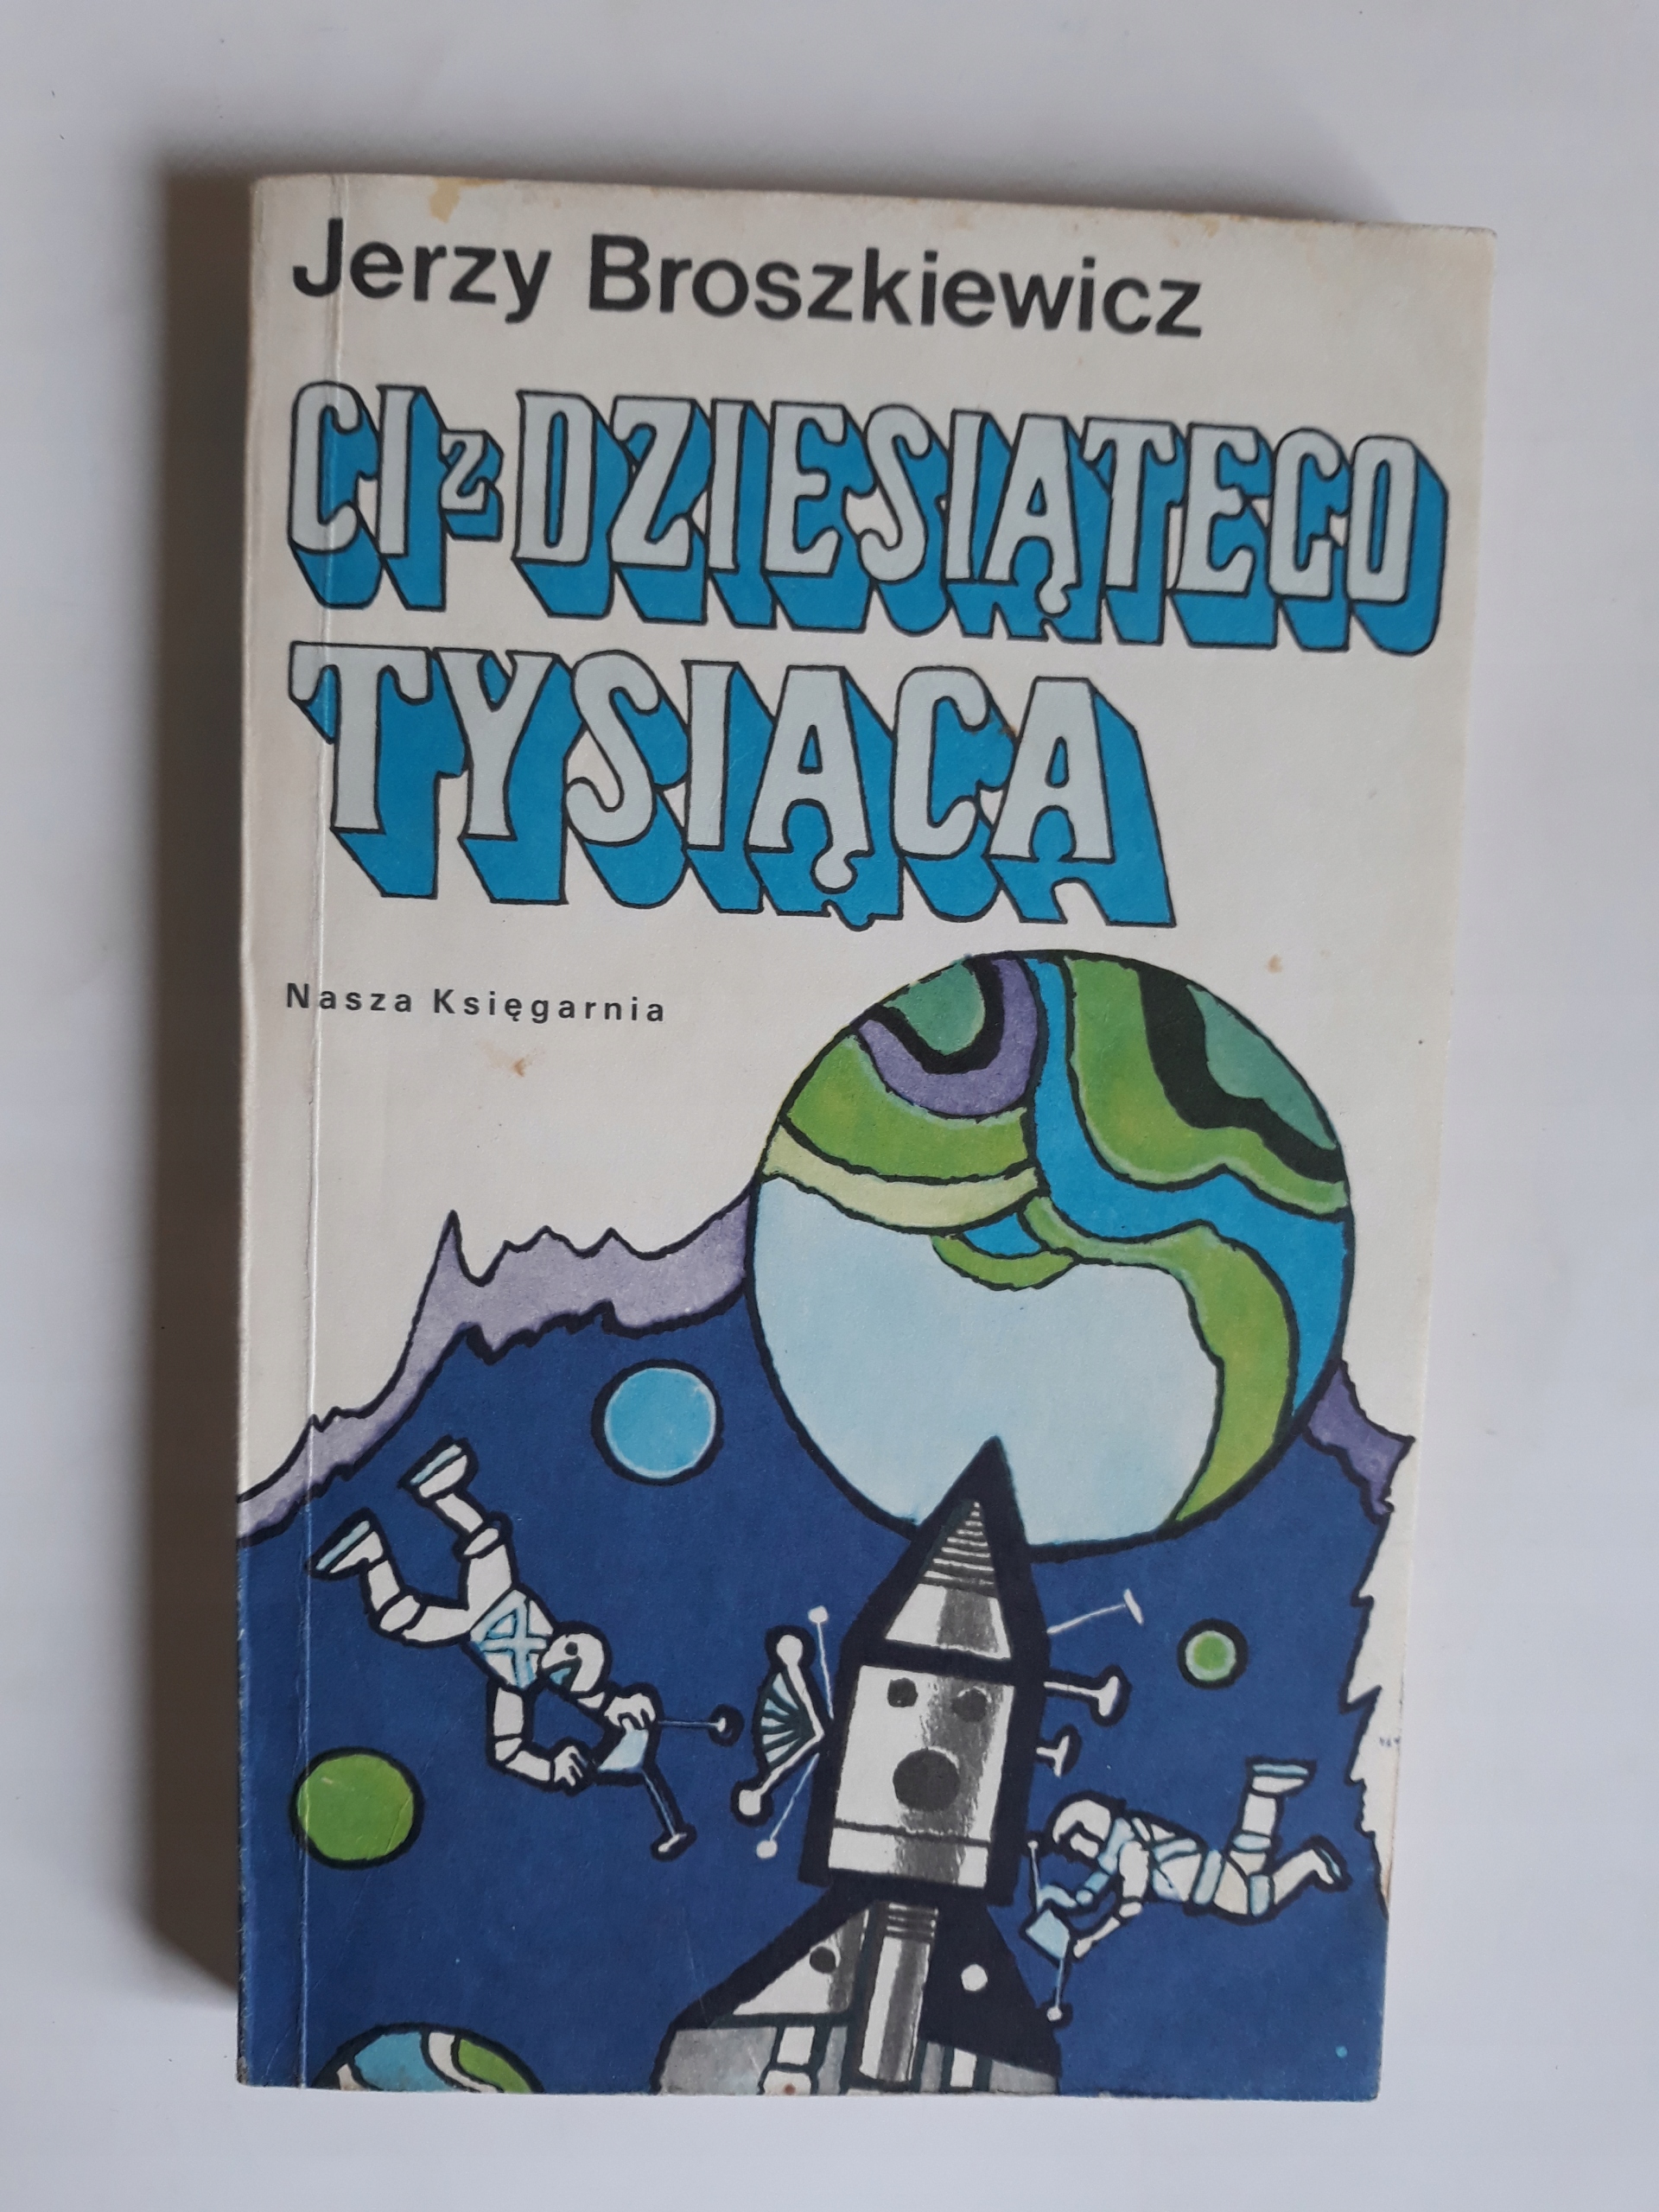 Jerzy Broszkiewicz
CI z DZIESIĄTEGO
TYSIĄCA
Nasza Księgarnia